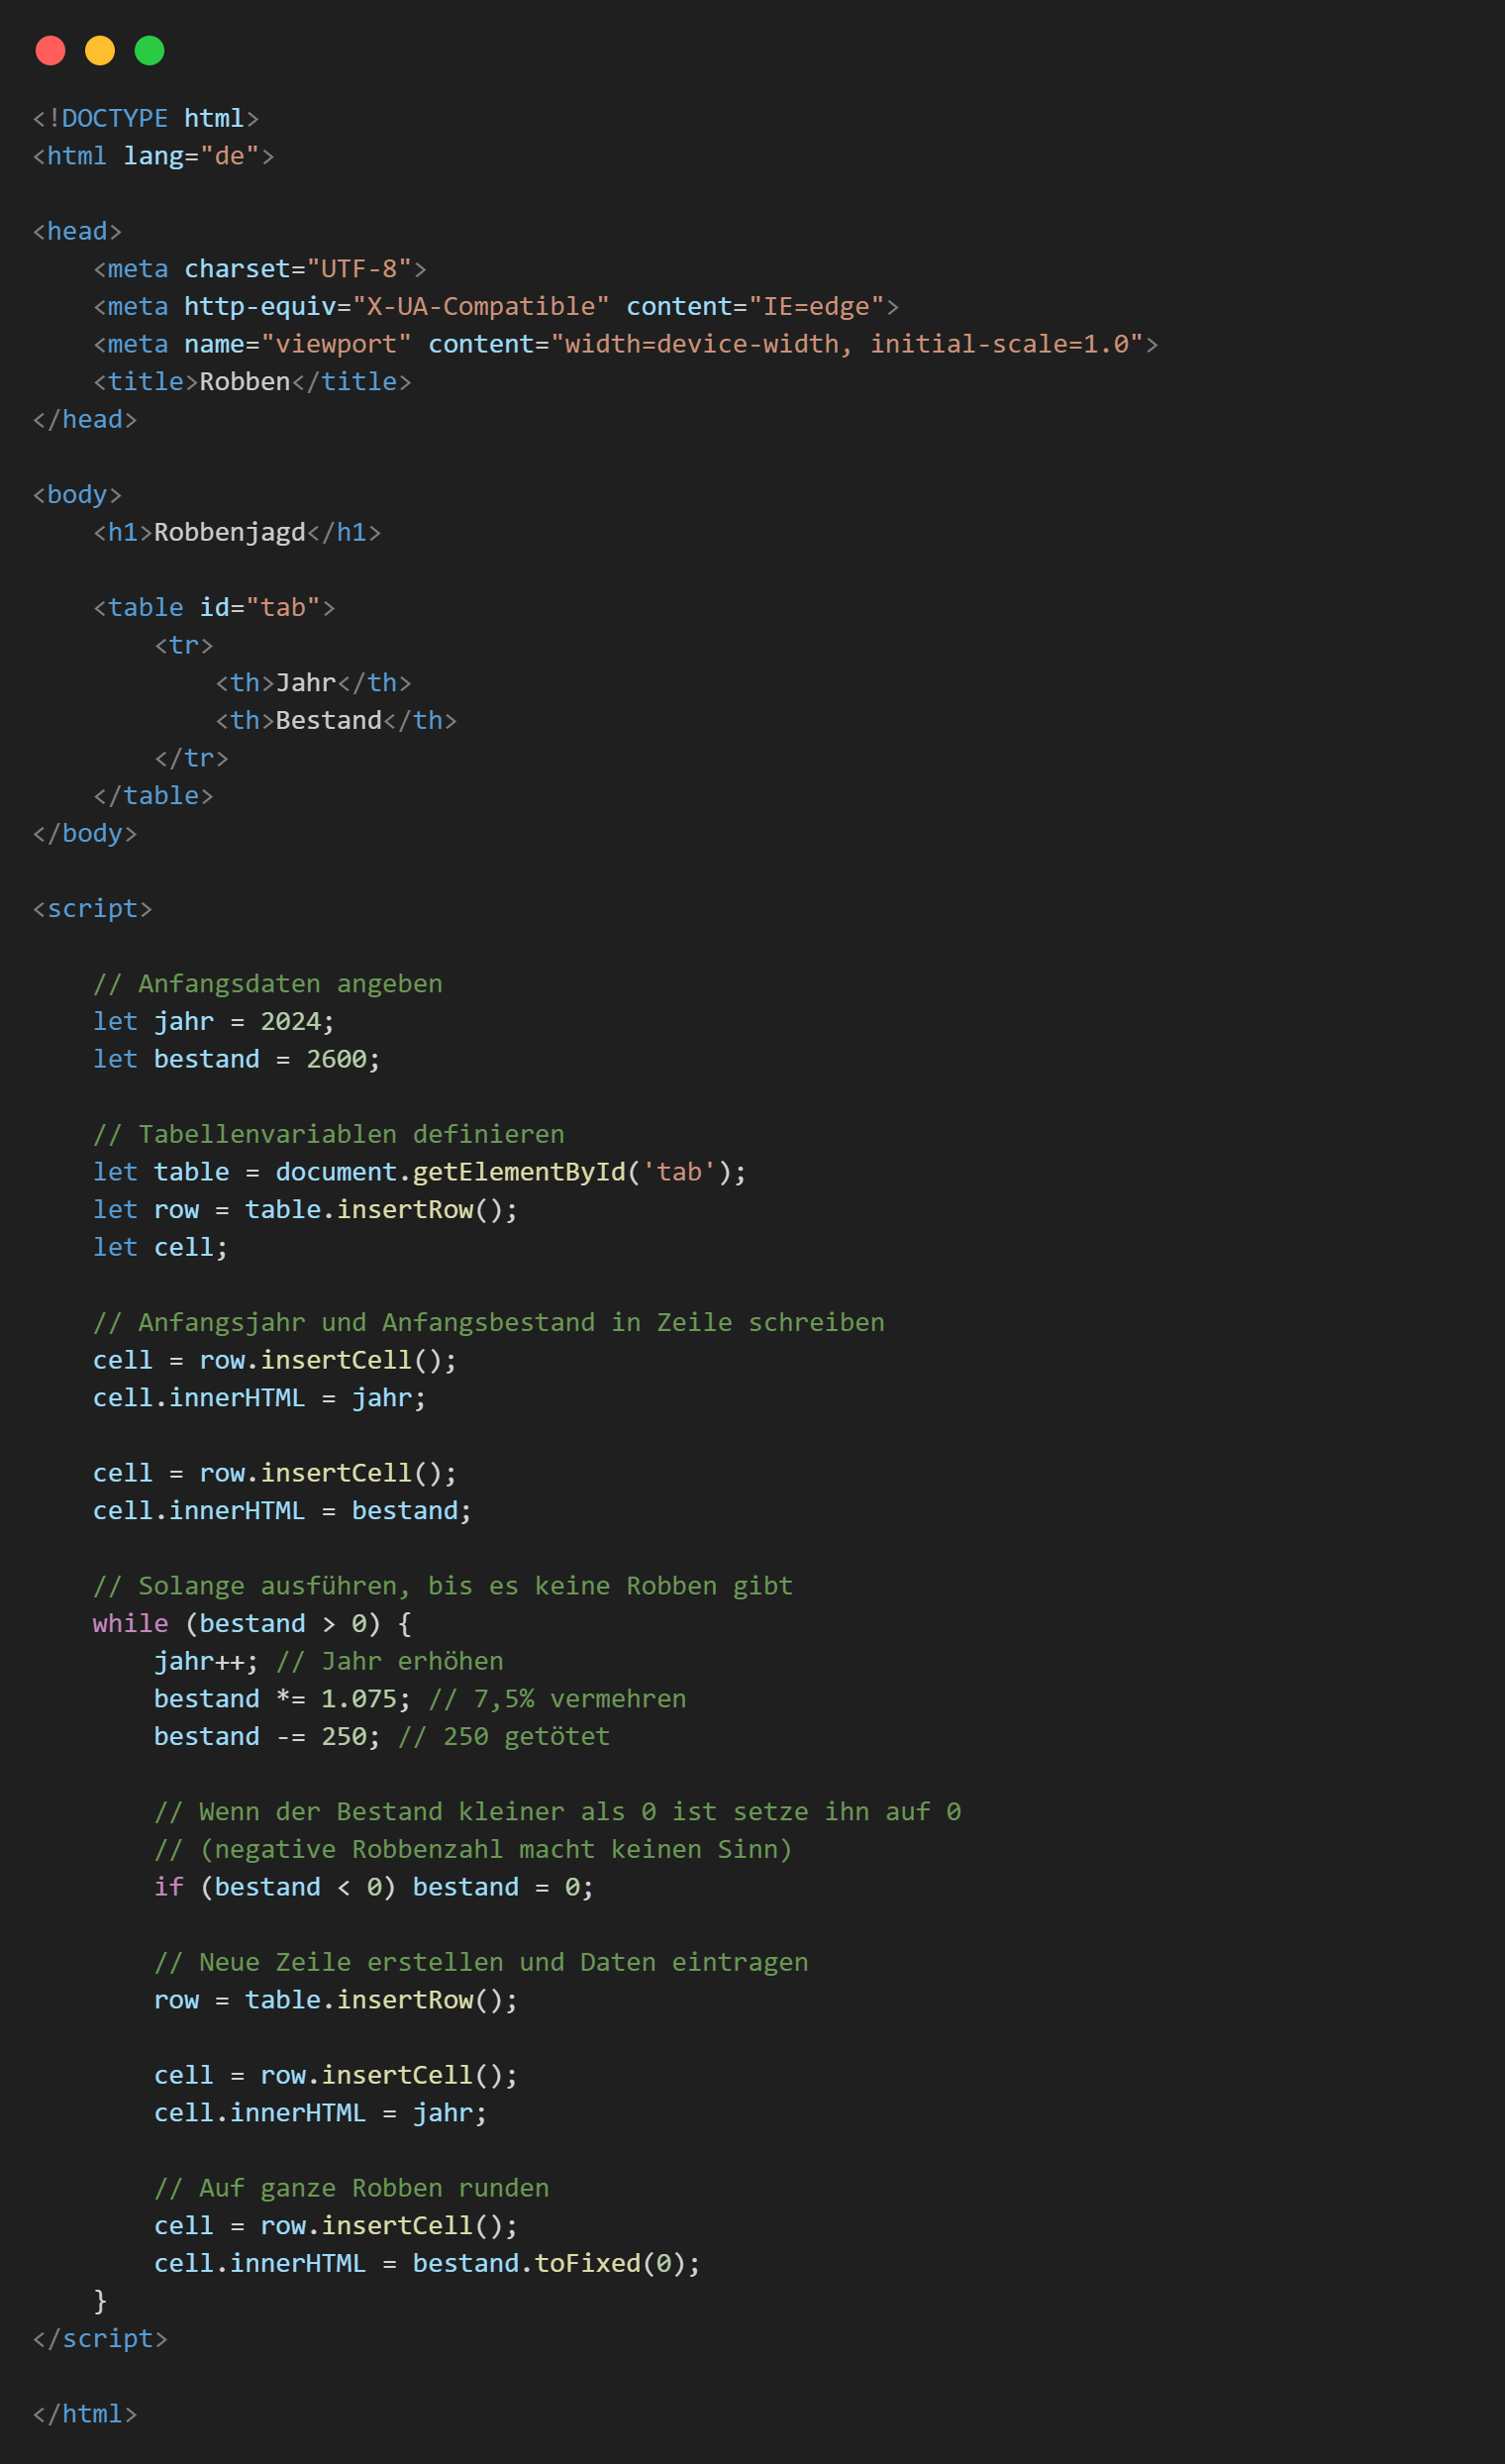 <!DOCTYPE html>
<html lang="de">

<head>
    <meta charset="UTF-8">
    <meta http-equiv="X-UA-Compatible" content="IE=edge">
    <meta name="viewport" content="width=device-width, initial-scale=1.0">
    <title>Robben</title>
</head>

<body>
    <h1>Robbenjagd</h1>

    <table id="tab">
        <tr>
            <th>Jahr</th>
            <th>Bestand</th>
        </tr>
    </table>
</body>

<script>

    // Anfangsdaten angeben
    let jahr = 2024;
    let bestand = 2600;

    // Tabellenvariablen definieren
    let table = document.getElementById('tab');
    let row = table.insertRow();
    let cell;

    // Anfangsjahr und Anfangsbestand in Zeile schreiben
    cell = row.insertCell();
    cell.innerHTML = jahr;

    cell = row.insertCell();
    cell.innerHTML = bestand;

    // Solange ausführen, bis es keine Robben gibt
    while (bestand > 0) {
        jahr++; // Jahr erhöhen
        bestand *= 1.075; // 7,5% vermehren
        bestand -= 250; // 250 getötet

        // Wenn der Bestand kleiner als 0 ist setze ihn auf 0
        // (negative Robbenzahl macht keinen Sinn)
        if (bestand < 0) bestand = 0;

        // Neue Zeile erstellen und Daten eintragen
        row = table.insertRow();

        cell = row.insertCell();
        cell.innerHTML = jahr;

        // Auf ganze Robben runden
        cell = row.insertCell();
        cell.innerHTML = bestand.toFixed(0);
    }
</script>

</html>